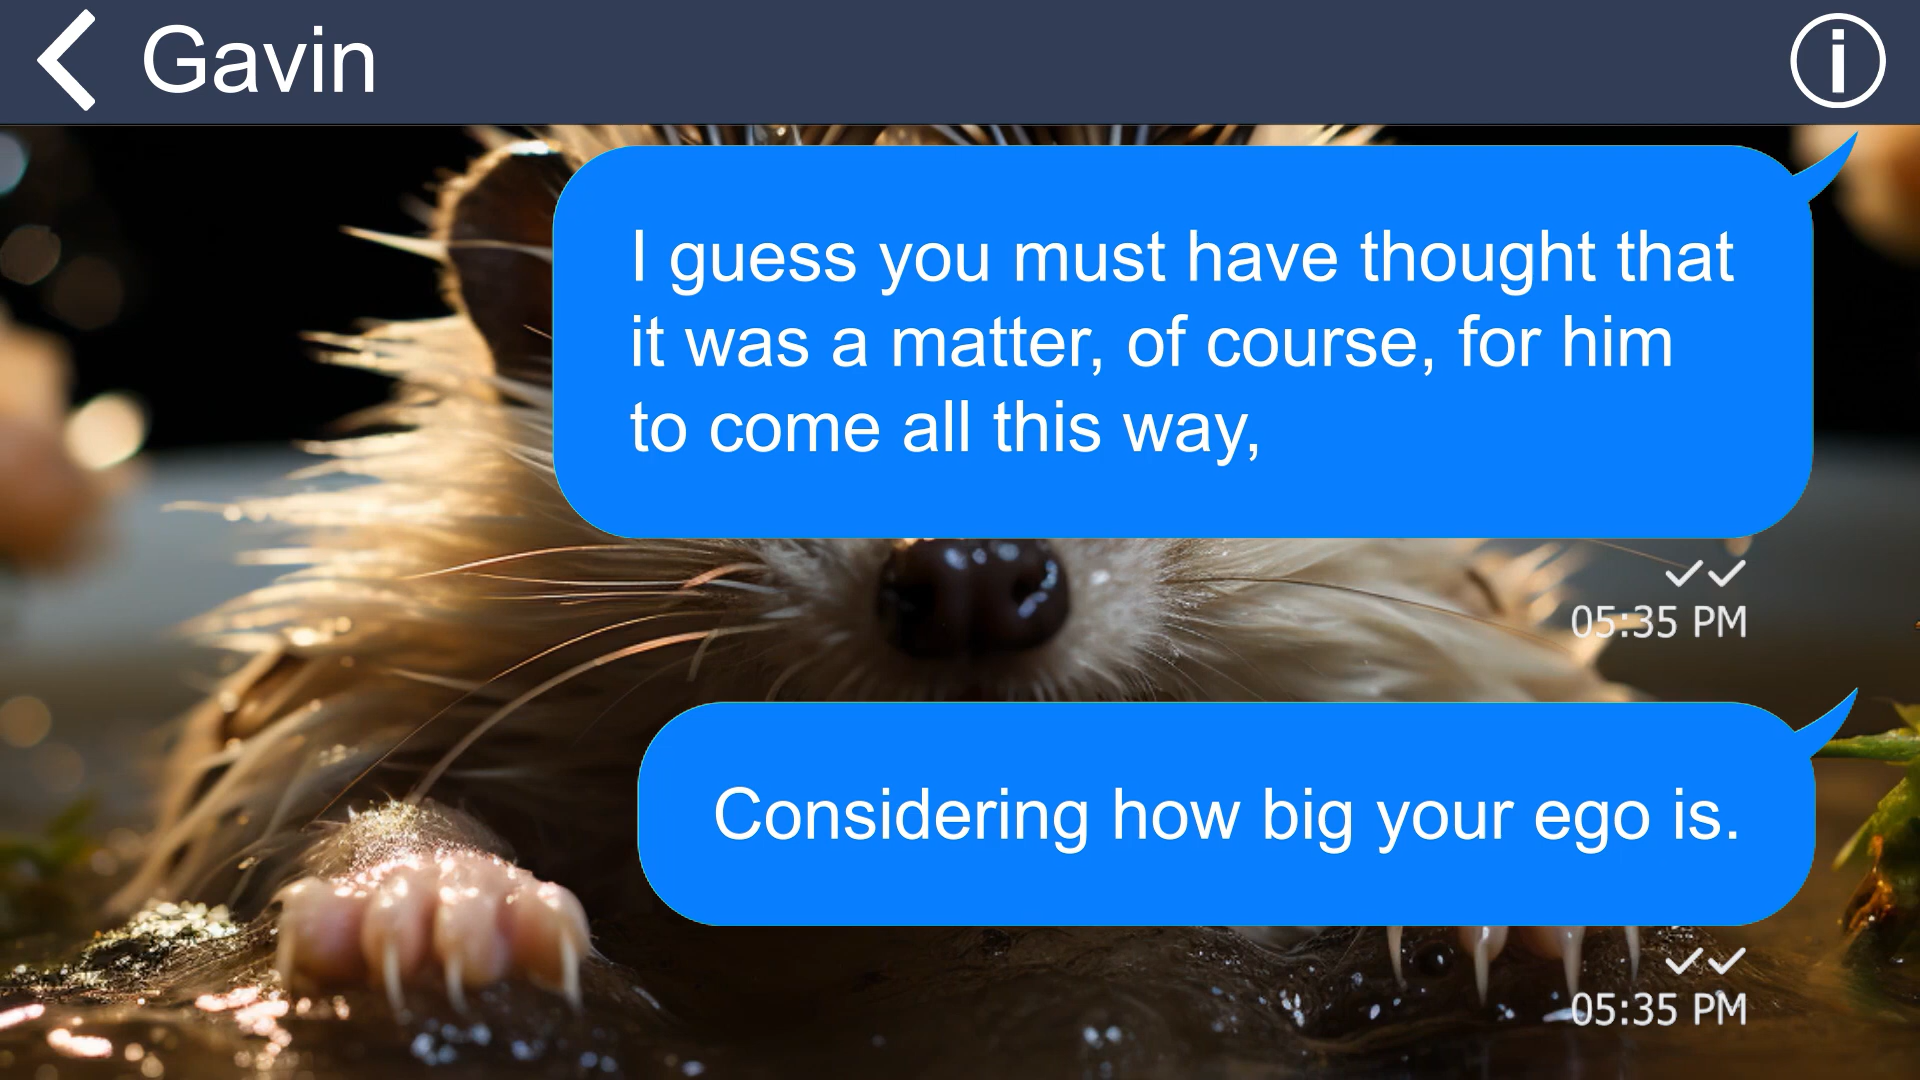 Gavin
I guess you must have thought that
it was a matter, of course, for him
to come all this way,
05:35 PM
Considering how big your ego is.
05:35 PM